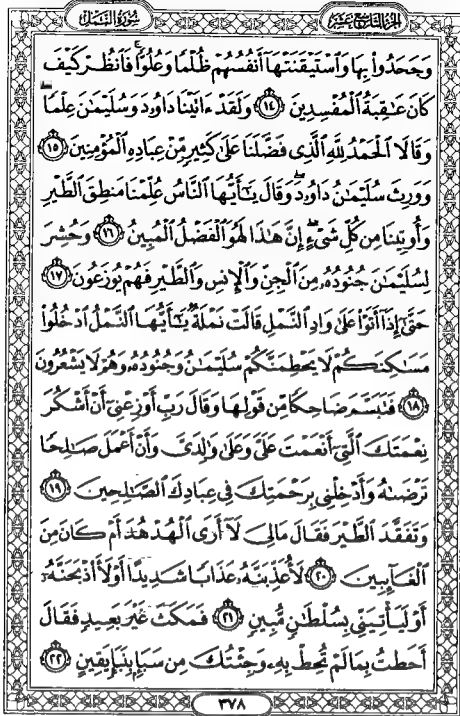 الجزء التاسع عشر
سورة النمل
وَجَحَدُوا۟ بِهَا وَٱسْتَيْقَنَتْهَآ أَنفُسُهُمْ ظُلْمًا وَعُلُوًّا ۚ فَٱنظُرْ كَيْفَ
كَانَ عَـٰقِبَةُ ٱلْمُفْسِدِينَ ١٤ وَلَقَدْ ءَاتَيْنَا دَاوُۥدَ وَسُلَيْمَـٰنَ عِلْمًا ۖ
وَقَالَا ٱلْحَمْدُ لِلَّهِ ٱلَّذِى فَضَّلَنَا عَلَىٰ كَثِيرٍ مِّنْ عِبَادِهِ ٱلْمُؤْمِنِينَ ١٥
وَوَرِثَ سُلَيْمَـٰنُ دَاوُۥدَ ۖ وَقَالَ يَـٰٓأَيُّهَا ٱلنَّاسُ عُلِّمْنَا مَنطِقَ ٱلطَّيْرِ
وَأُوتِينَا مِن كُلِّ شَىْءٍ ۖ إِنَّ هَـٰذَا لَهُوَ ٱلْفَضْلُ ٱلْمُبِينُ ١٦ وَحُشِرَ
لِسُلَيْمَـٰنَ جُنُودُهُۥ مِنَ ٱلْجِنِّ وَٱلْإِنسِ وَٱلطَّيْرِ فَهُمْ يُوزَعُونَ ١٧
حَتَّىٰٓ إِذَآ أَتَوْا۟ عَلَىٰ وَادِ ٱلنَّمْلِ قَالَتْ نَمْلَةٌ يَـٰٓأَيُّهَا ٱلنَّمْلُ ٱدْخُلُوا۟
مَسَـٰكِنَكُمْ لَا يَحْطِمَنَّكُمْ سُلَيْمَـٰنُ وَجُنُودُهُۥ وَهُمْ لَا يَشْعُرُونَ
١٨ فَتَبَسَّمَ ضَاحِكًا مِّن قَوْلِهَا وَقَالَ رَبِّ أَوْزِعْنِىٓ أَنْ أَشْكُرَ
نِعْمَتَكَ ٱلَّتِىٓ أَنْعَمْتَ عَلَىَّ وَعَلَىٰ وَٰلِدَىَّ وَأَنْ أَعْمَلَ صَـٰلِحًا
تَرْضَىٰهُ وَأَدْخِلْنِى بِرَحْمَتِكَ فِى عِبَادِكَ ٱلصَّـٰلِحِينَ ١٩
وَتَفَقَّدَ ٱلطَّيْرَ فَقَالَ مَالِىَ لَآ أَرَى ٱلْهُدْهُدَ أَمْ كَانَ مِنَ
ٱلْغَآئِبِينَ ٢٠ لَأُعَذِّبَنَّهُۥ عَذَابًا شَدِيدًا أَوْ لَأَا۟ذْبَحَنَّهُۥٓ
أَوْ لَيَأْتِيَنِّى بِسُلْطَـٰنٍ مُّبِينٍ ٢١ فَمَكَثَ غَيْرَ بَعِيدٍ فَقَالَ
أَحَطتُ بِمَا لَمْ تُحِطْ بِهِۦ وَجِئْتُكَ مِن سَبَإٍۭ بِنَبَإٍ يَقِينٍ ٢٢
٣٧٨